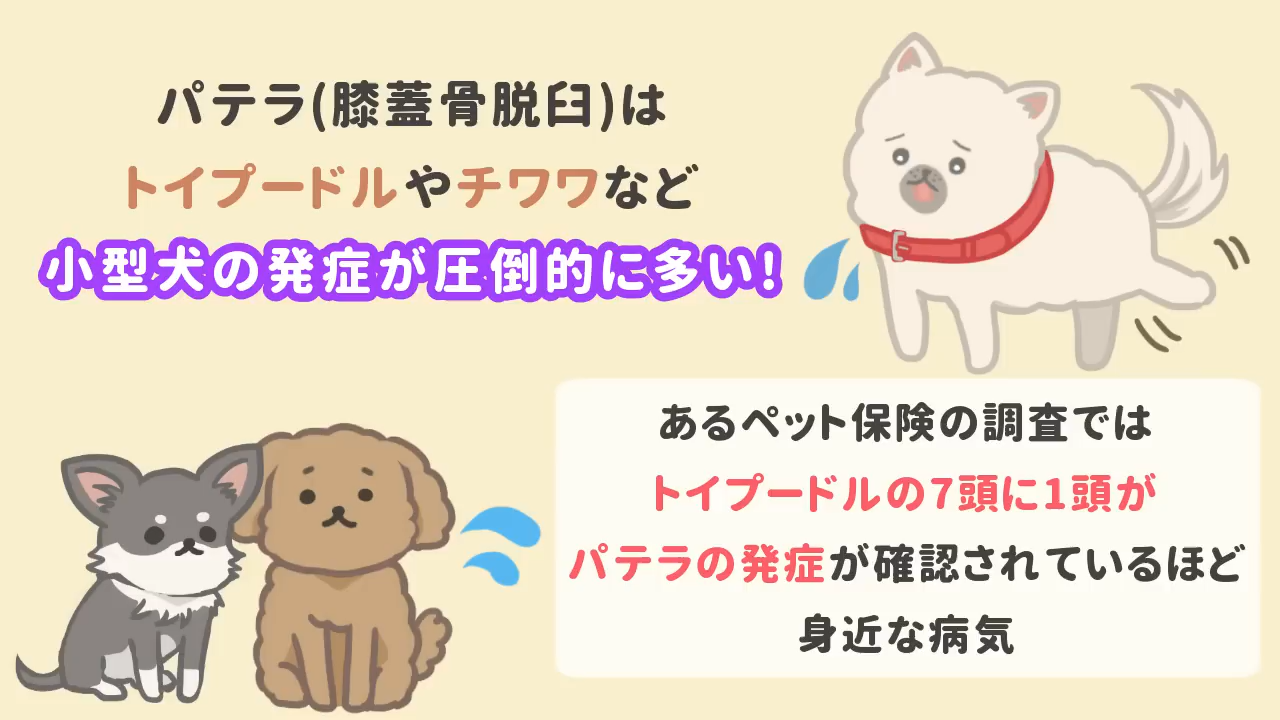 パテラ(膝蓋骨脱臼)は
トイプードルやチワワなど
小型犬の発症が圧倒的に多い!
あるペット保険の調査では
トイプードルの7頭に1頭が
パテラの発症が確認されているほど
身近な病気